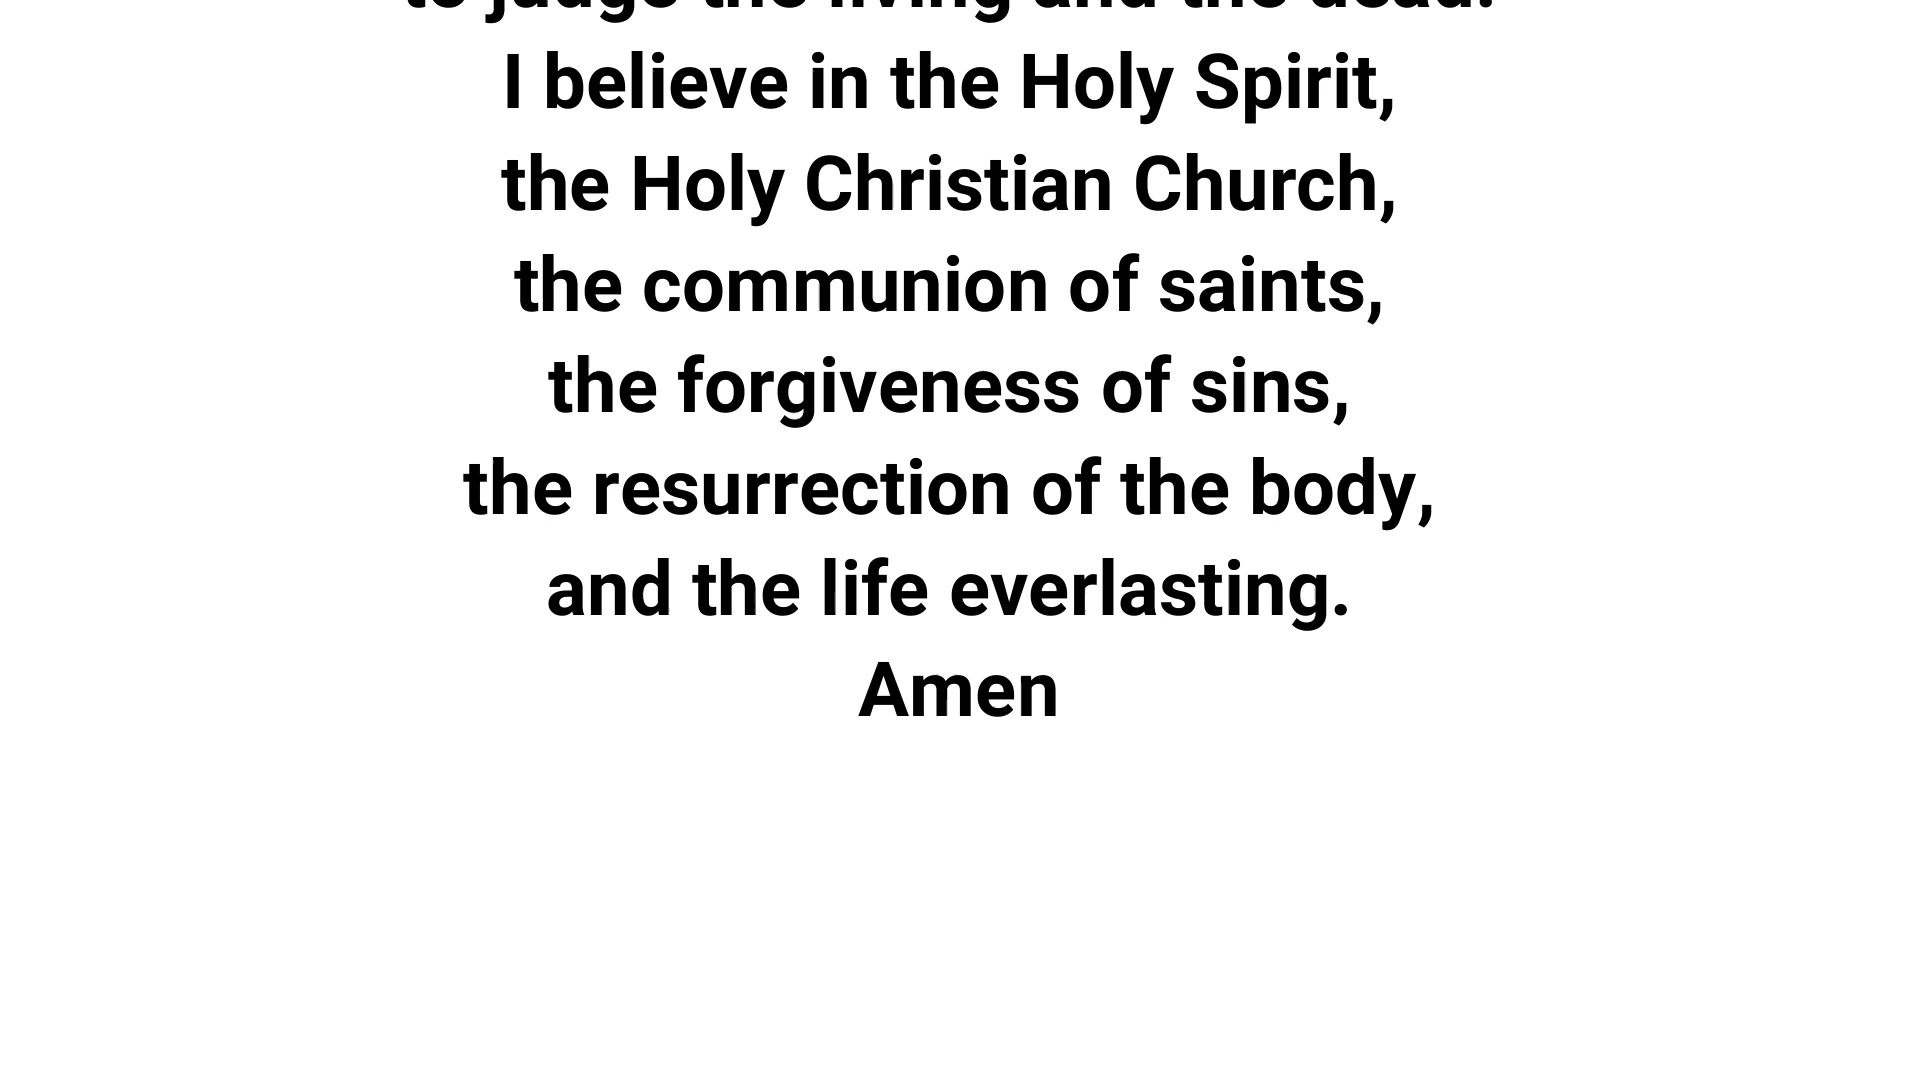 to judge the living and the dead.
I believe in the Holy Spirit,
the Holy Christian Church,
the communion of saints,
the forgiveness of sins,
the resurrection of the body,
and the life everlasting.
Amen